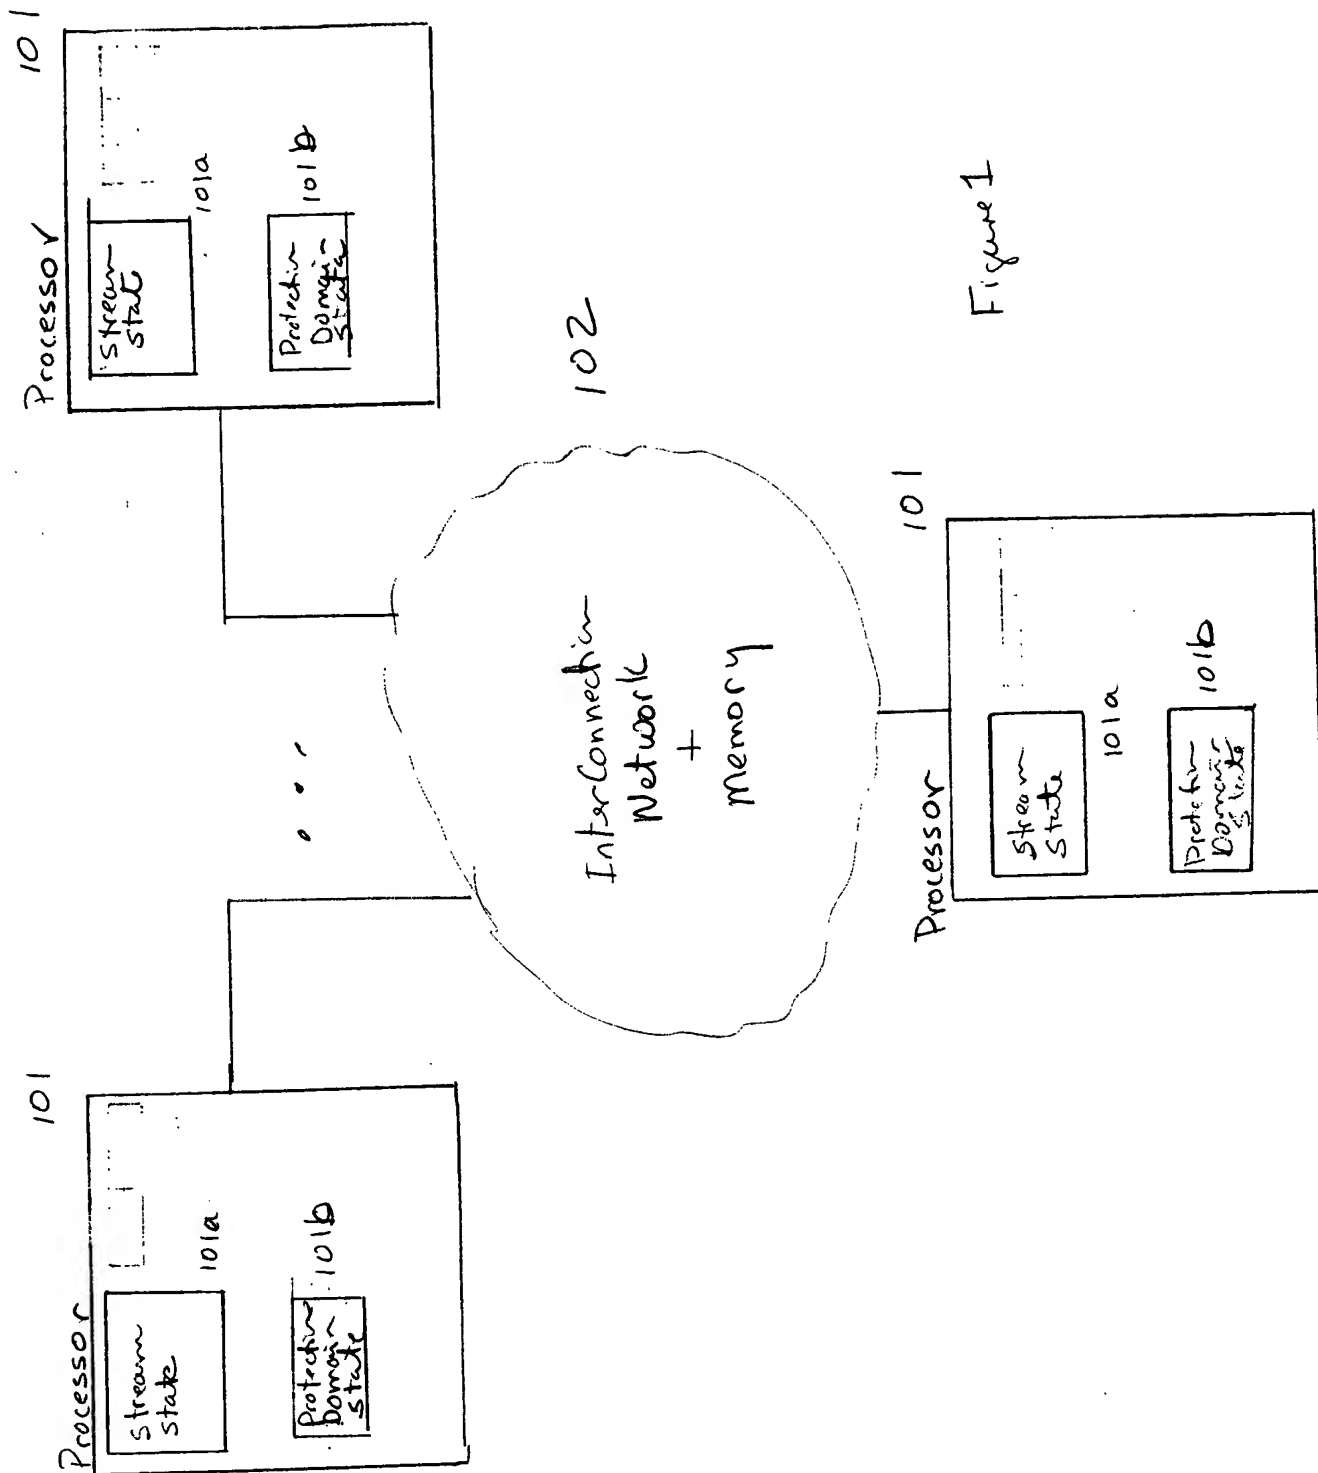 Processor 101
Stream
State
101a
Protection
Domain
State
101b
Processor 101
Stream
State
101a
Protection
Domain
State
101b
InterConnection
Network
+
Memory
102
Processor 101
Stream
State
101a
Protection
Domain
State
101b
Figure 1